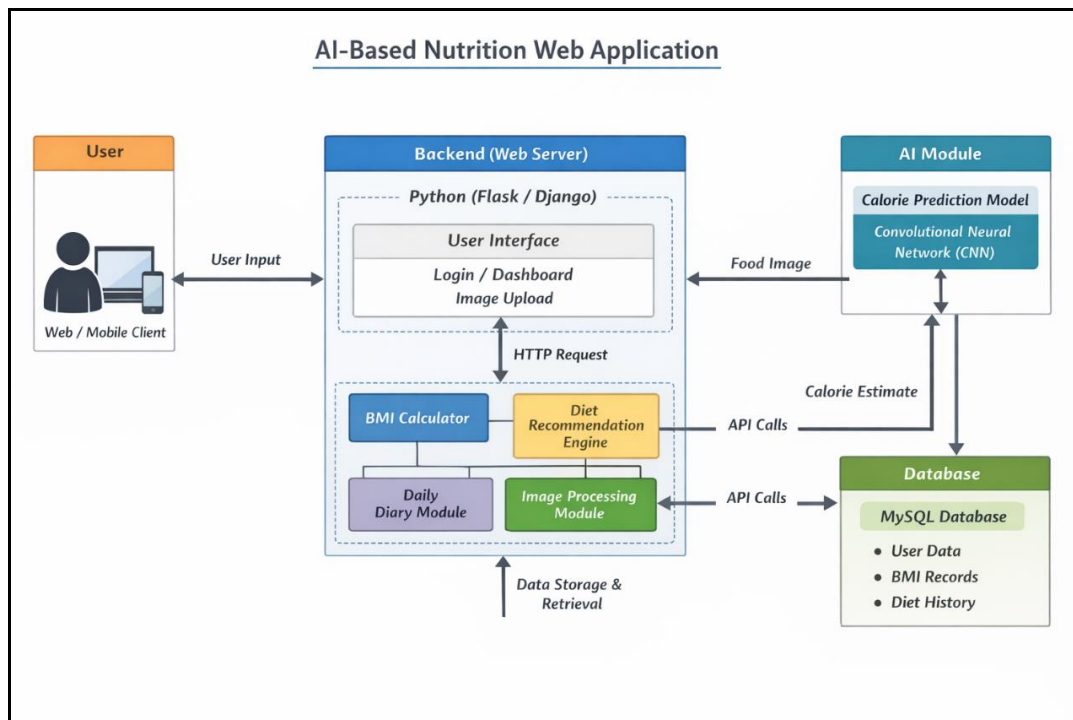 AI-Based Nutrition Web Application
User
Web / Mobile Client
User Input
Backend (Web Server)
Python (Flask / Django)
User Interface
Login / Dashboard
Image Upload
HTTP Request
BMI Calculator
Diet
Recommendation
Engine
Daily
Diary Module
Image Processing
Module
Data Storage &
Retrieval
Food Image
Calorie Estimate
API Calls
API Calls
AI Module
Calorie Prediction Model
Convolutional Neural
Network (CNN)
Database
MySQL Database
• User Data
• BMI Records
• Diet History